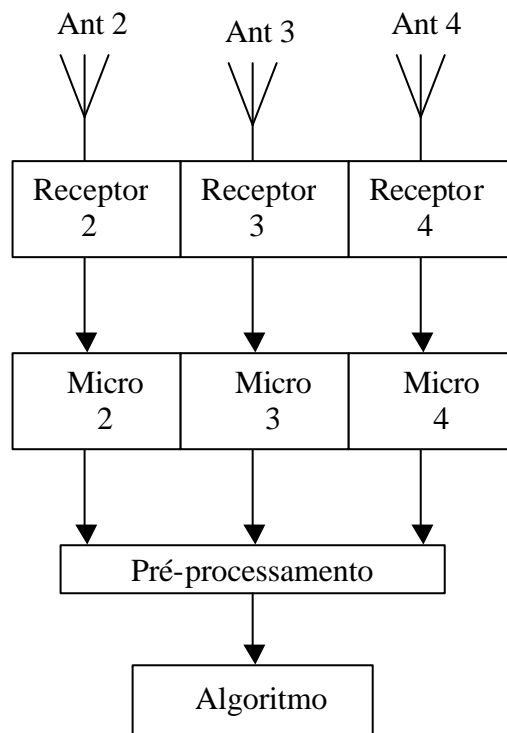 Ant 2
Ant 3
Ant 4
Receptor
2
Receptor
3
Receptor
4
Micro
2
Micro
3
Micro
4
Pré-processamento
Algoritmo